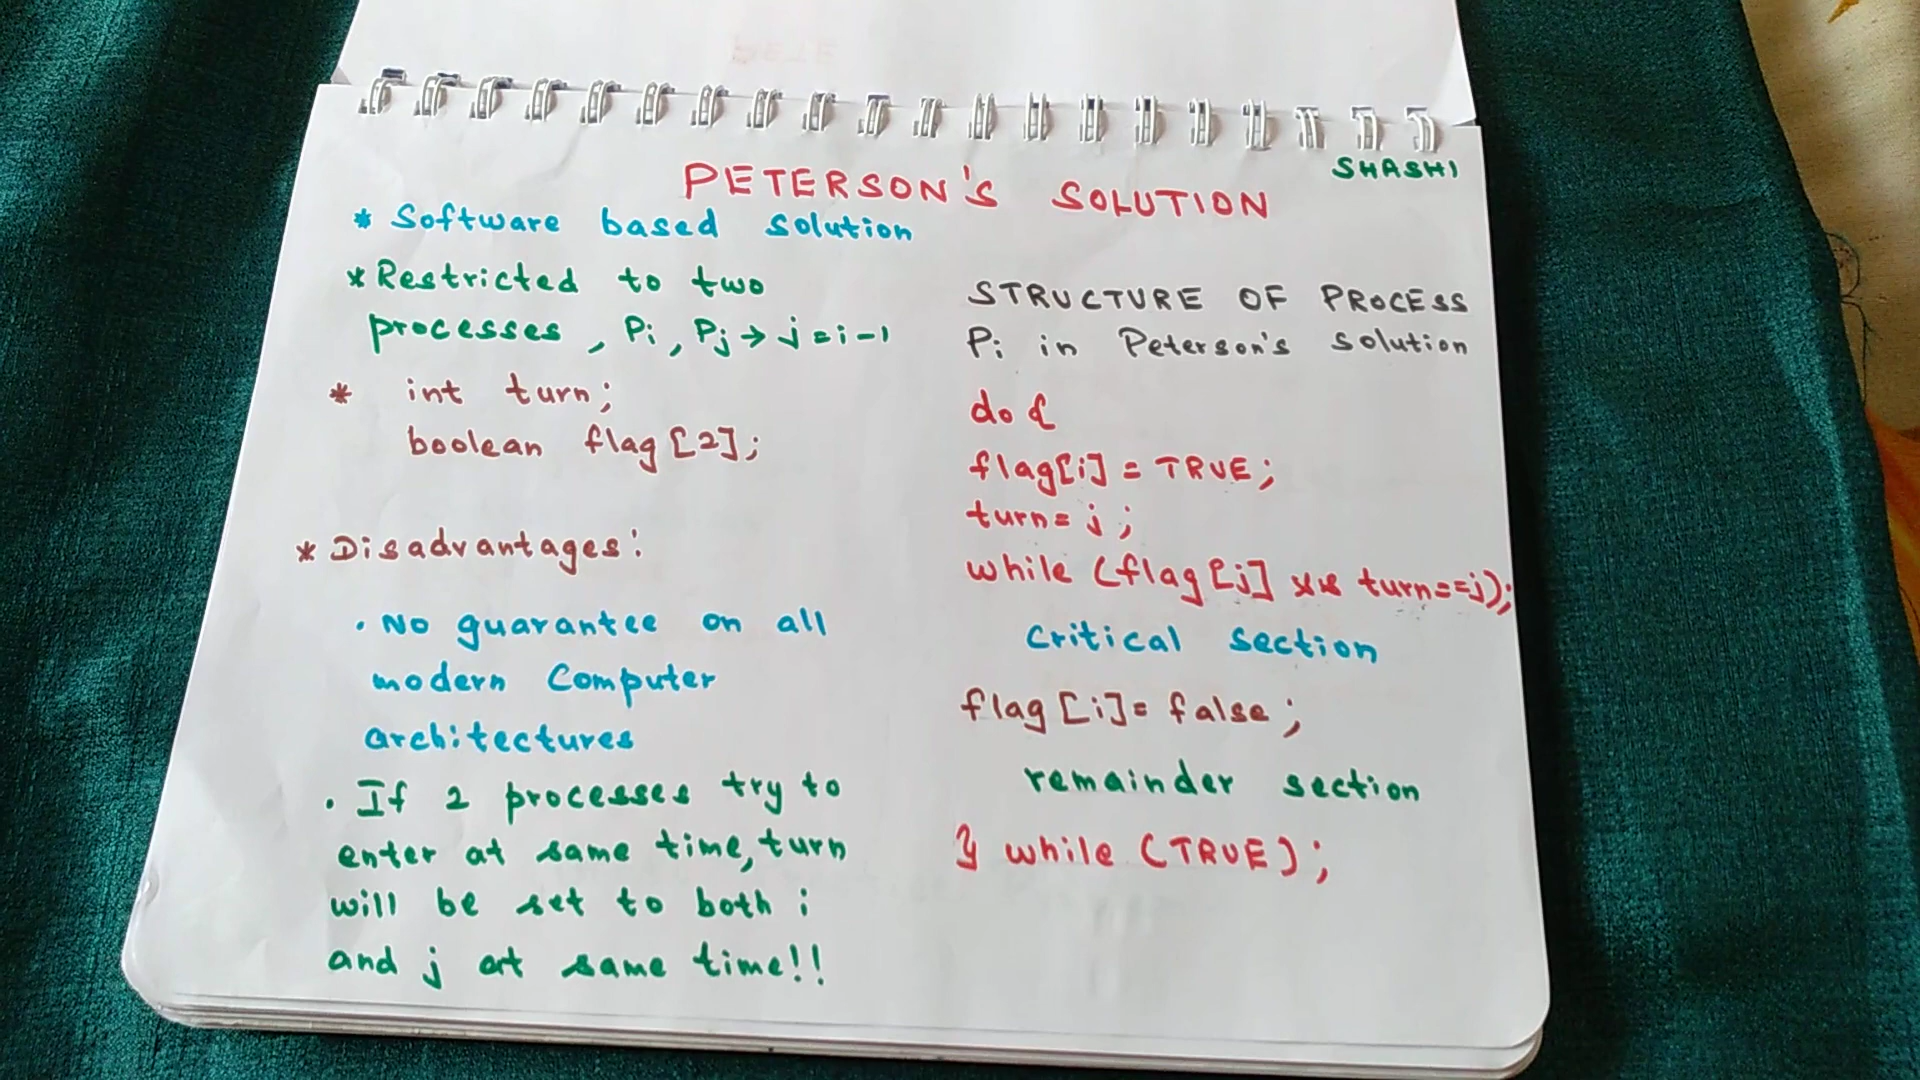 SHASHI
PETERSON'S SOLUTION
* Software based solution
* Restricted to two
processes, Pi, Pj → j=i-1
* int turn;
boolean flag[2];
* Disadvantages:
. No guarantee on all
modern Computer
architectures
. If 2 processes try to
enter at same time, turn
will be set to both i
and j at same time!!
STRUCTURE OF PROCESS
Pi in Peterson's solution
do {
flag[i] = TRUE;
turn= j;
while (flag[j] && turn==j);
Critical section
flag[i]= false;
remainder section
} while (TRUE);